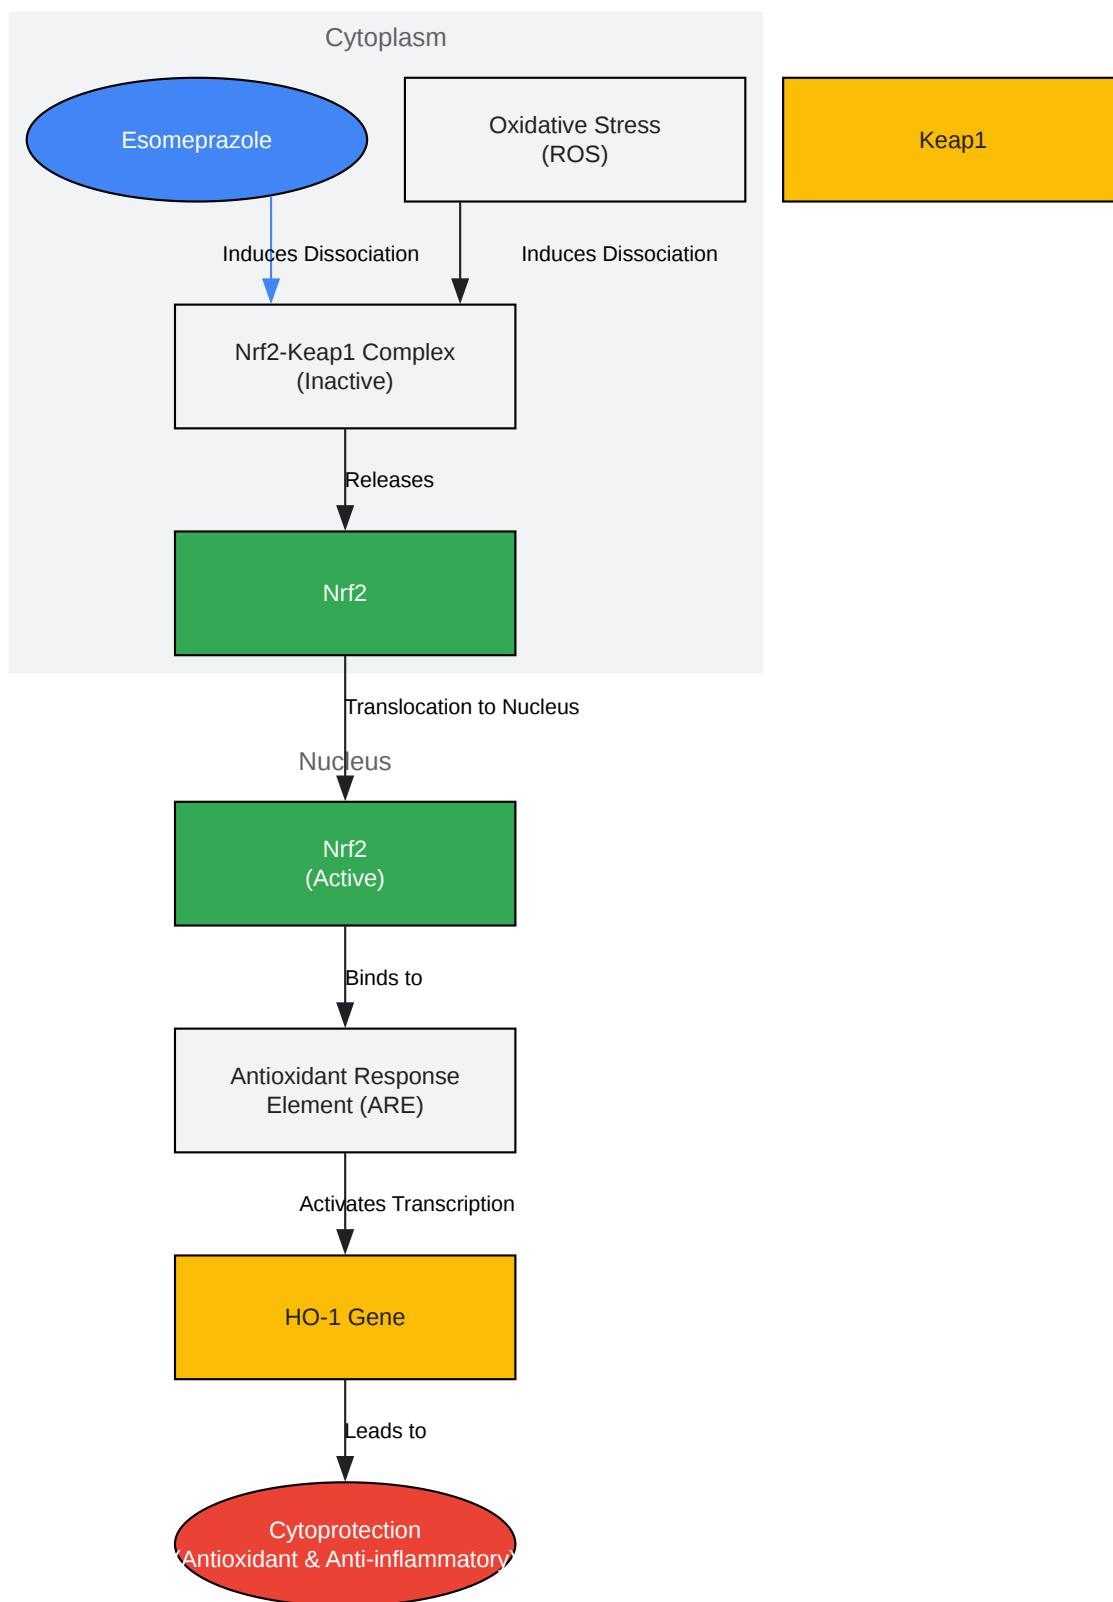 Cytoplasm
Esomeprazole
Oxidative Stress
(ROS)
Keap1
Induces Dissociation
Induces Dissociation
Nrf2-Keap1 Complex
(Inactive)
Releases
Nrf2
Translocation to Nucleus
Nucleus
Nrf2
(Active)
Binds to
Antioxidant Response
Element (ARE)
Activates Transcription
HO-1 Gene
Leads to
Cytoprotection
(Antioxidant & Anti-inflammatory)